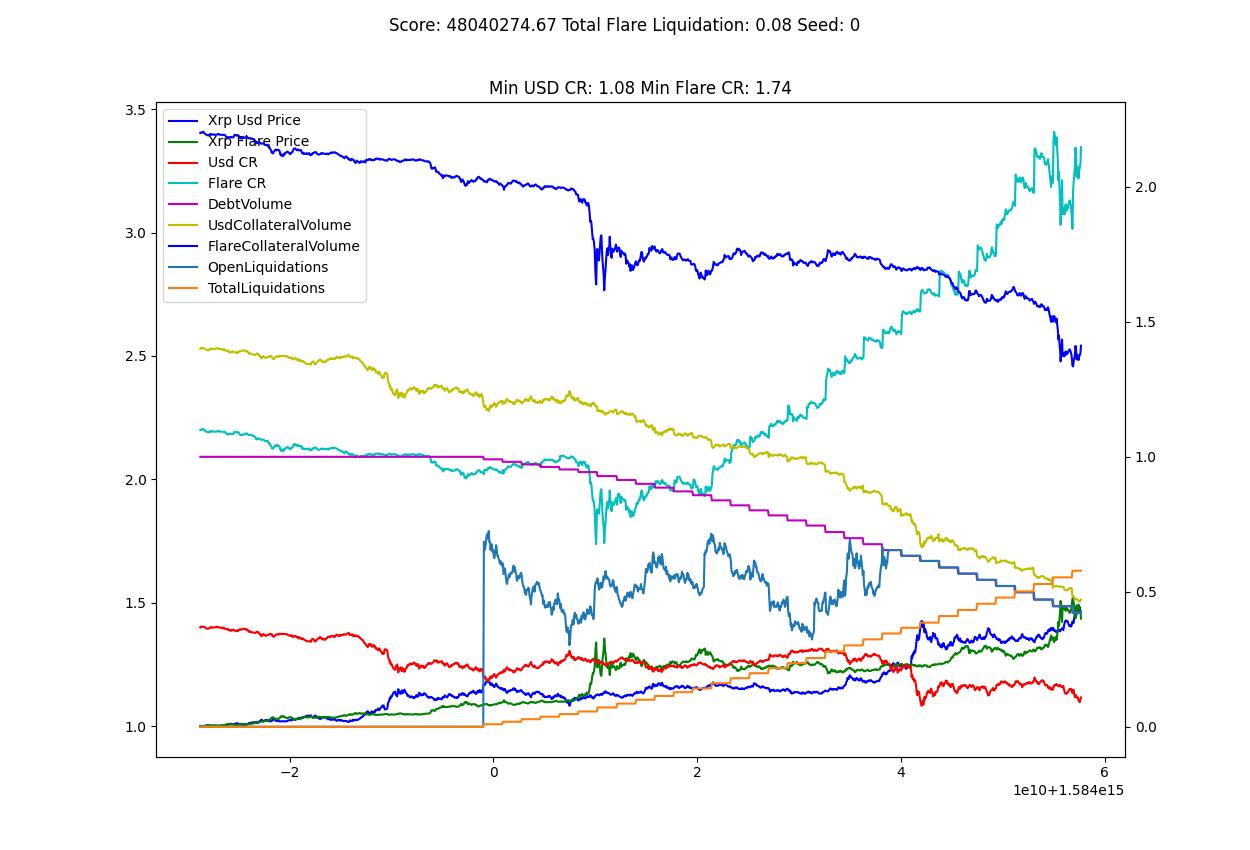 Score: 48040274.67 Total Flare Liquidation: 0.08 Seed: 0
Min USD CR: 1.08 Min Flare CR: 1.74
Xrp Usd Price
Xrp Flare Price
Usd CR
Flare CR
DebtVolume
UsdCollateralVolume
FlareCollateralVolume
OpenLiquidations
TotalLiquidations
3.5
3.0
2.5
2.0
1.5
1.0
2.0
1.5
1.0
0.5
0.0
−2
0
2
4
6
1e10+1.584e15